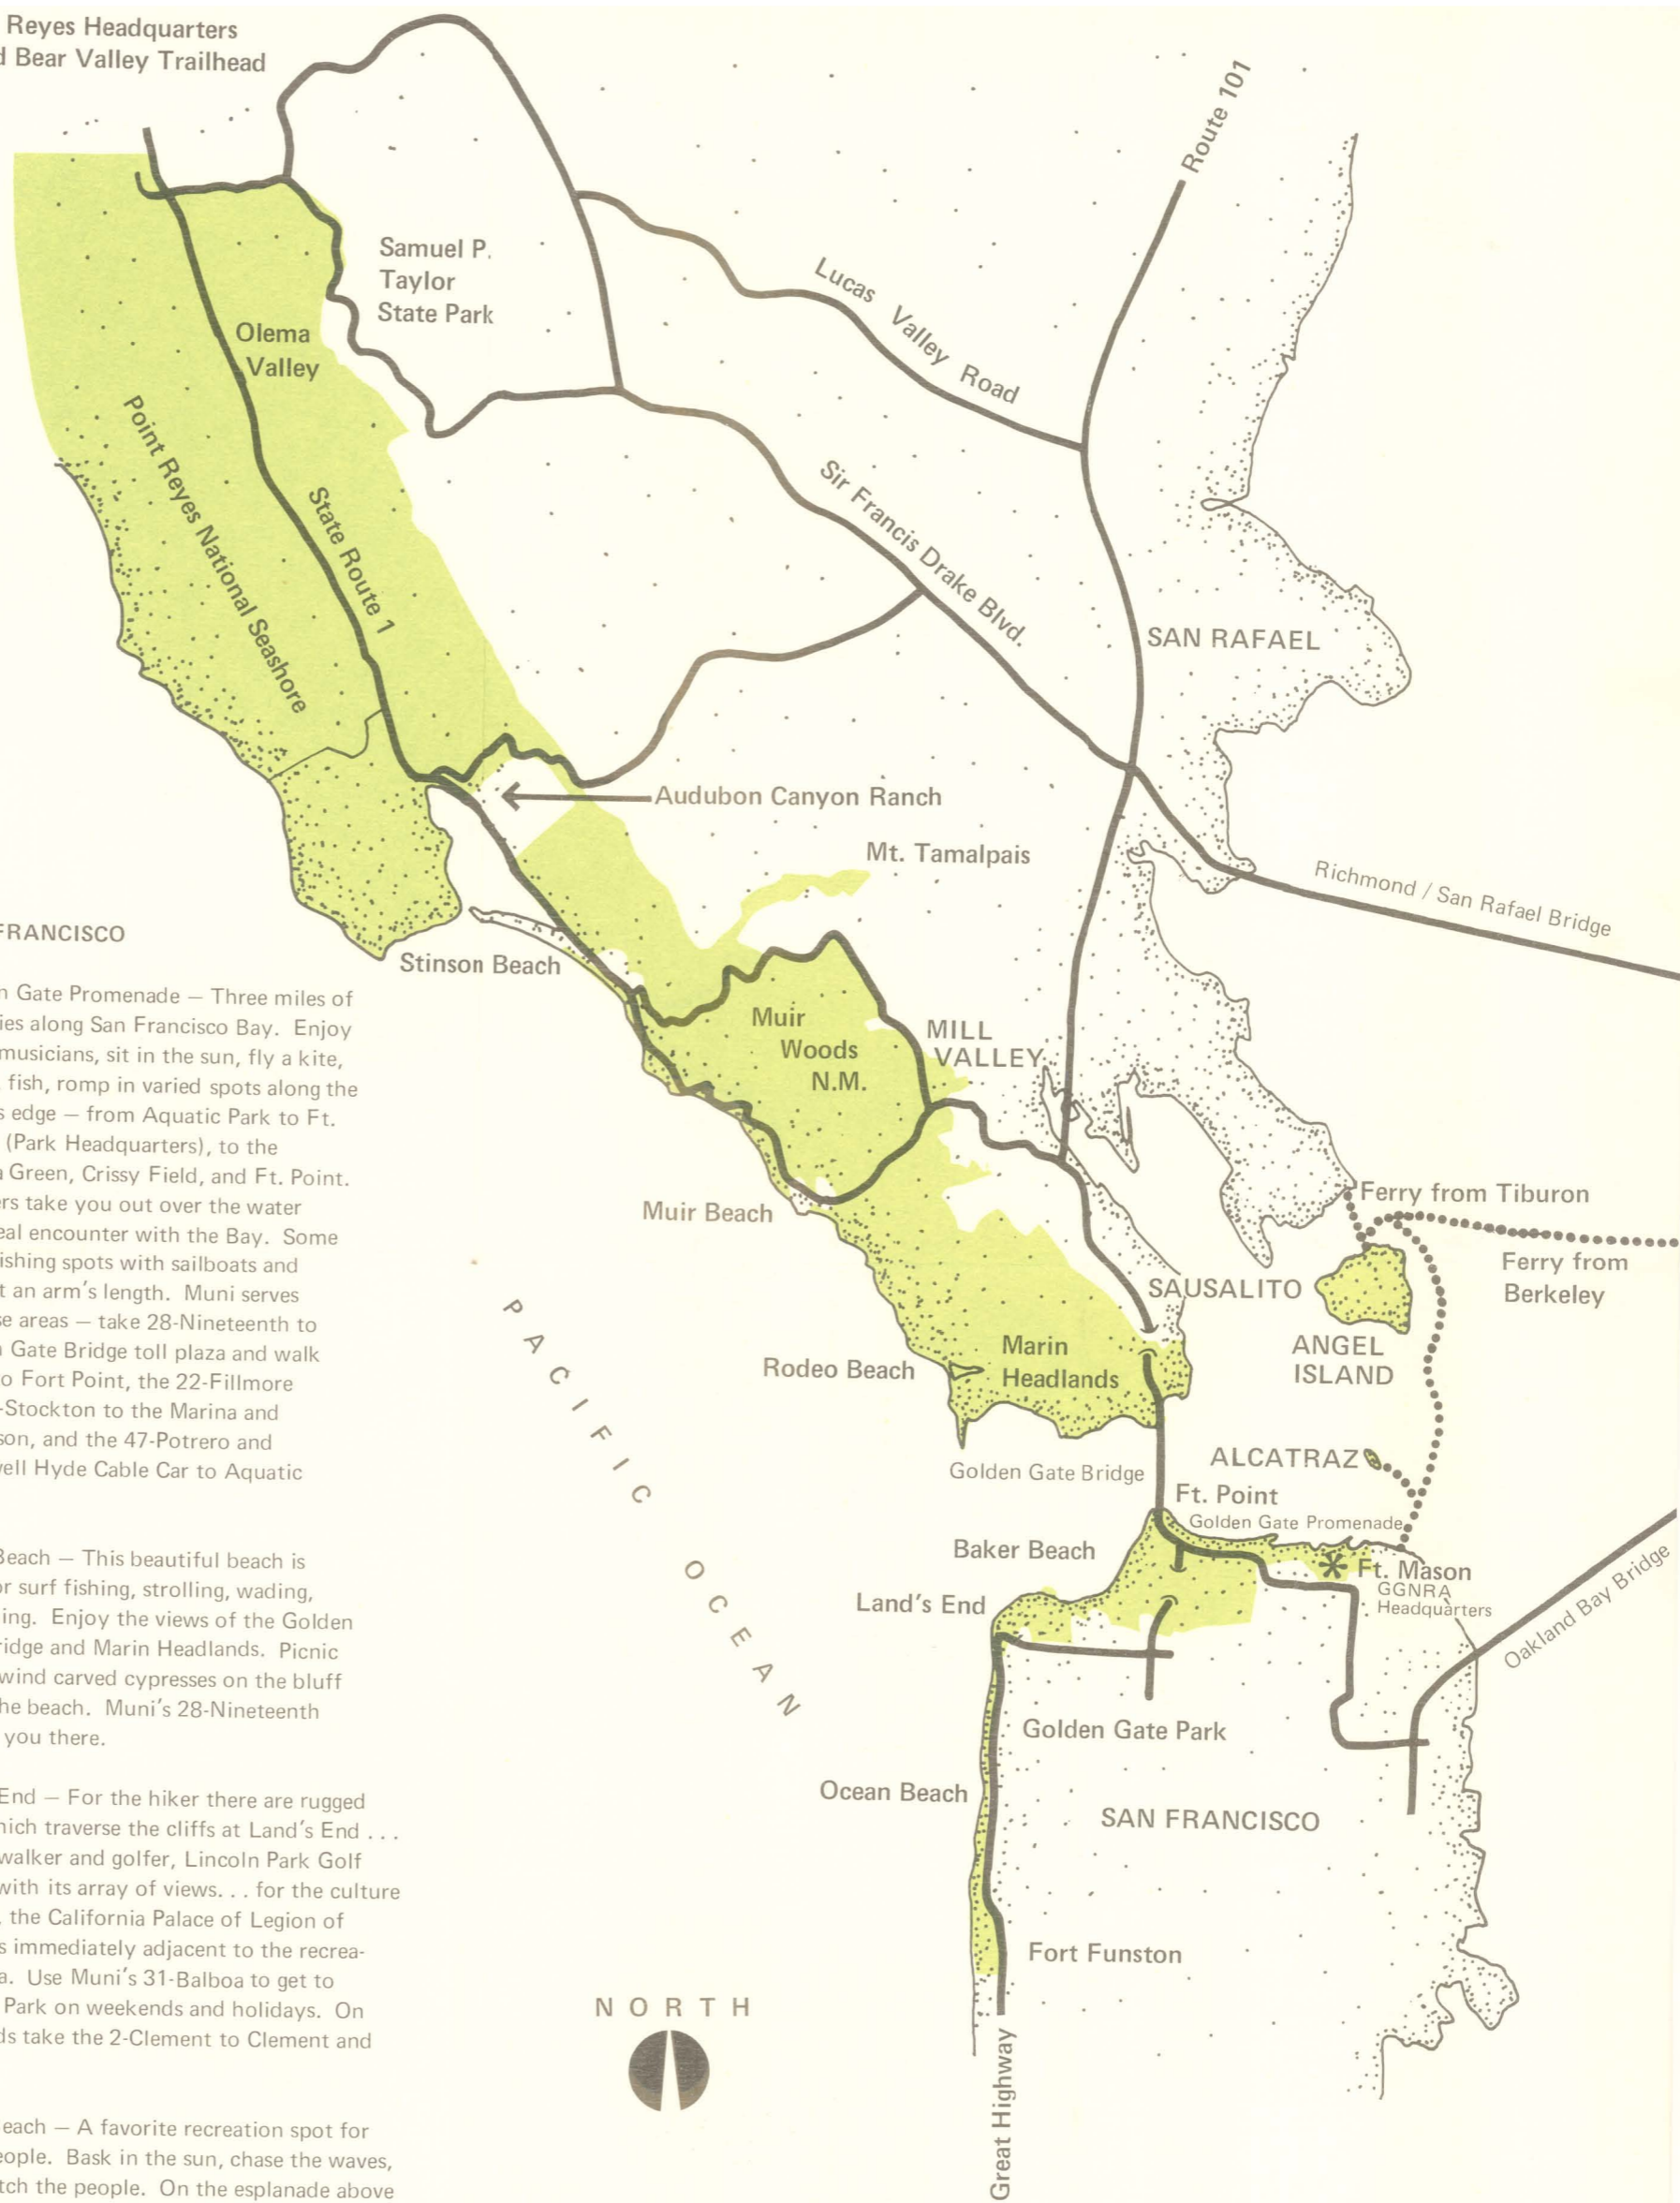 Reyes Headquarters
d Bear Valley Trailhead
Route 101
Samuel P.
Taylor
State Park
Lucas Valley Road
Olema
Valley
Point Reyes National Seashore
State Route 1
Sir Francis Drake Blvd.
SAN RAFAEL
Audubon Canyon Ranch
Mt. Tamalpais
Richmond / San Rafael Bridge
Stinson Beach
Muir
Woods
N.M.
MILL
VALLEY
Muir Beach
Ferry from Tiburon
Ferry from
Berkeley
SAUSALITO
ANGEL
ISLAND
Marin
Headlands
Rodeo Beach
PACIFIC OCEAN
ALCATRAZ
Golden Gate Bridge
Ft. Point
Golden Gate Promenade
Baker Beach
Ft. Mason
GGNRA
Headquarters
Land's End
Oakland Bay Bridge
Golden Gate Park
Ocean Beach
SAN FRANCISCO
Fort Funston
NORTH
Great Highway
FRANCISCO
n Gate Promenade — Three miles of
ies along San Francisco Bay. Enjoy
musicians, sit in the sun, fly a kite,
fish, romp in varied spots along the
s edge — from Aquatic Park to Ft.
(Park Headquarters), to the
a Green, Crissy Field, and Ft. Point.
ers take you out over the water
eal encounter with the Bay. Some
ishing spots with sailboats and
t an arm's length. Muni serves
se areas — take 28-Nineteenth to
n Gate Bridge toll plaza and walk
o Fort Point, the 22-Fillmore
-Stockton to the Marina and
son, and the 47-Potrero and
well Hyde Cable Car to Aquatic
Beach — This beautiful beach is
or surf fishing, strolling, wading,
ing. Enjoy the views of the Golden
ridge and Marin Headlands. Picnic
wind carved cypresses on the bluff
he beach. Muni's 28-Nineteenth
you there.
End — For the hiker there are rugged
hich traverse the cliffs at Land's End . . .
walker and golfer, Lincoln Park Golf
with its array of views. . . for the culture
, the California Palace of Legion of
s immediately adjacent to the recrea-
a. Use Muni's 31-Balboa to get to
Park on weekends and holidays. On
ds take the 2-Clement to Clement and
each — A favorite recreation spot for
eople. Bask in the sun, chase the waves,
tch the people. On the esplanade above